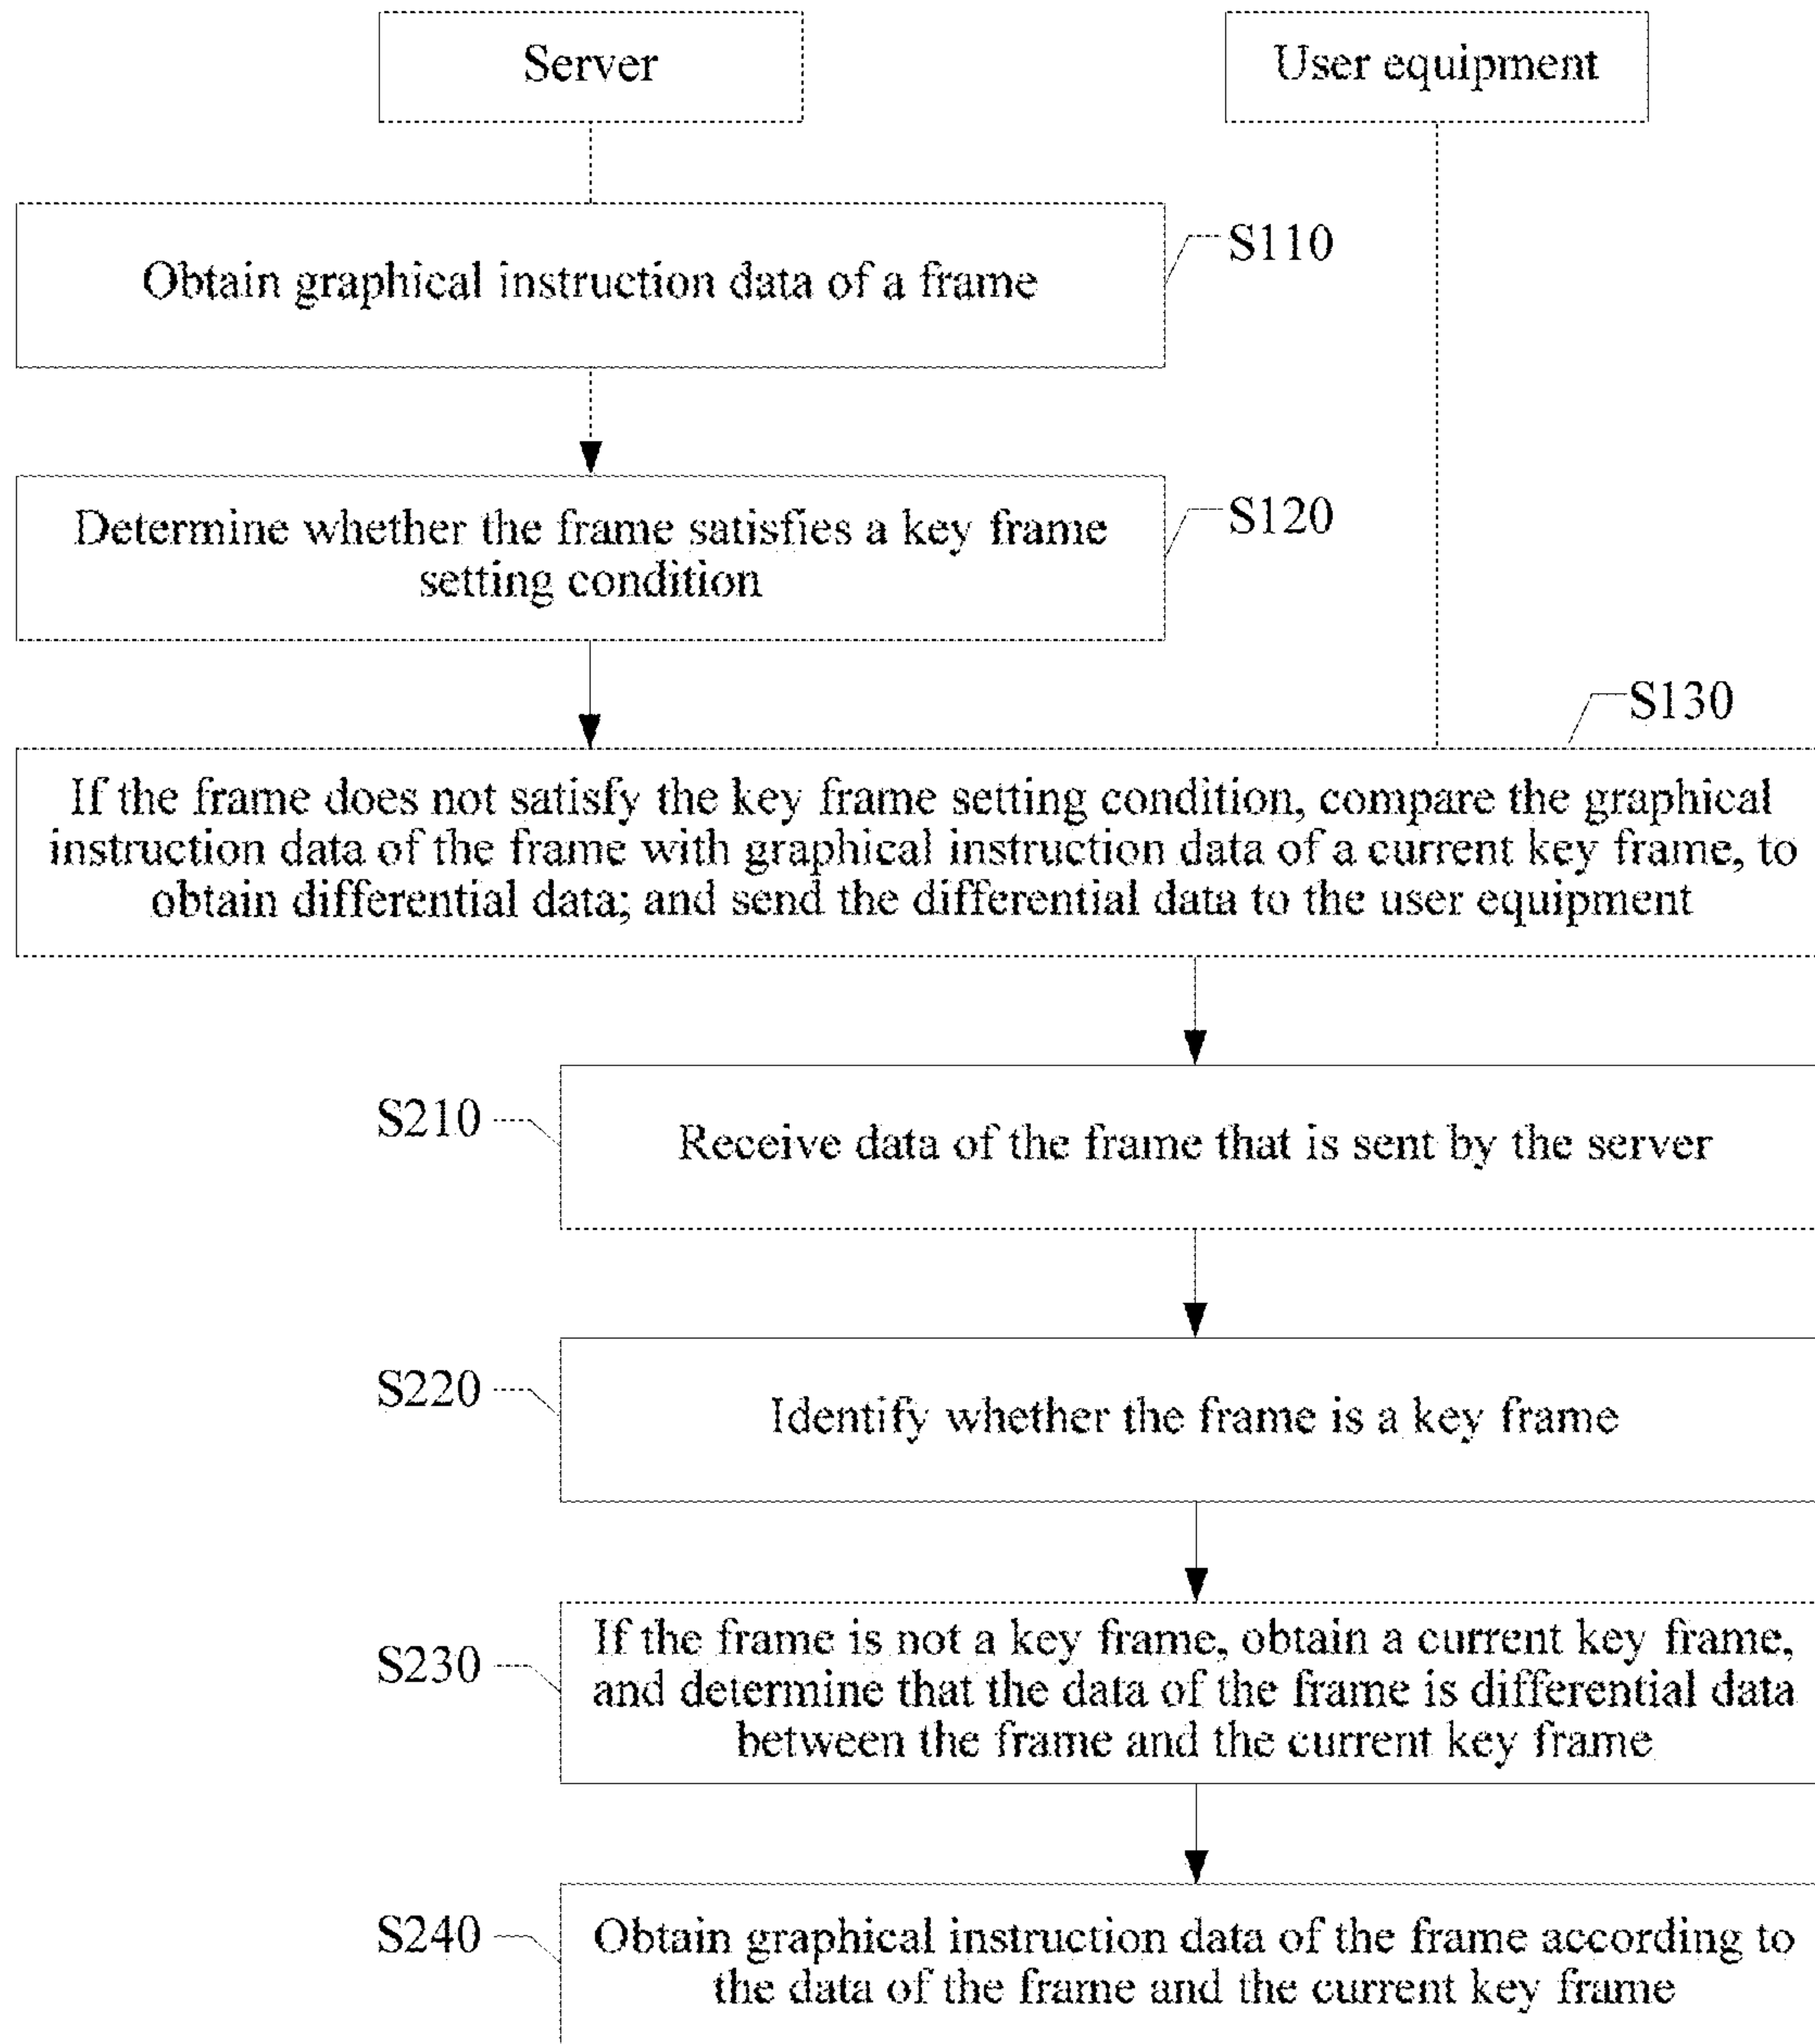 Server
User equipment
Obtain graphical instruction data of a frame
S110
Determine whether the frame satisfies a key frame
setting condition
S120
S130
If the frame does not satisfy the key frame setting condition, compare the graphical
instruction data of the frame with graphical instruction data of a current key frame, to
obtain differential data; and send the differential data to the user equipment
S210
Receive data of the frame that is sent by the server
S220
Identify whether the frame is a key frame
S230
If the frame is not a key frame, obtain a current key frame,
and determine that the data of the frame is differential data
between the frame and the current key frame
S240
Obtain graphical instruction data of the frame according to
the data of the frame and the current key frame